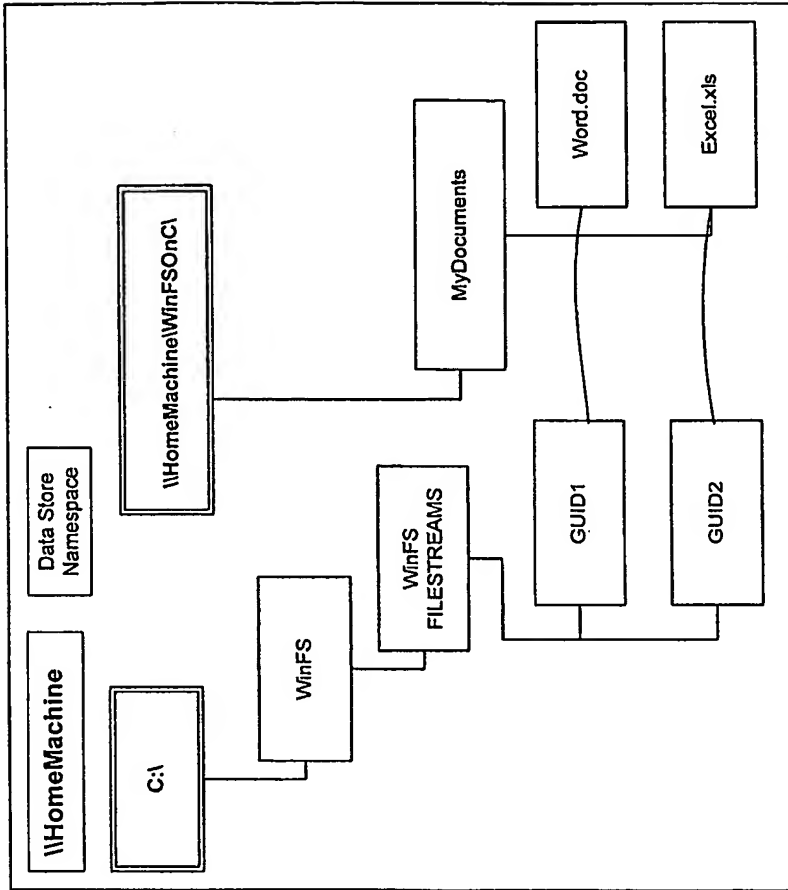 \\HomeMachine
Data Store
Namespace
C:\
\\HomeMachine\WinFSOnC\
WinFS
WinFS
FILESTREAMS
MyDocuments
GUID1
Word.doc
GUID2
Excel.xls